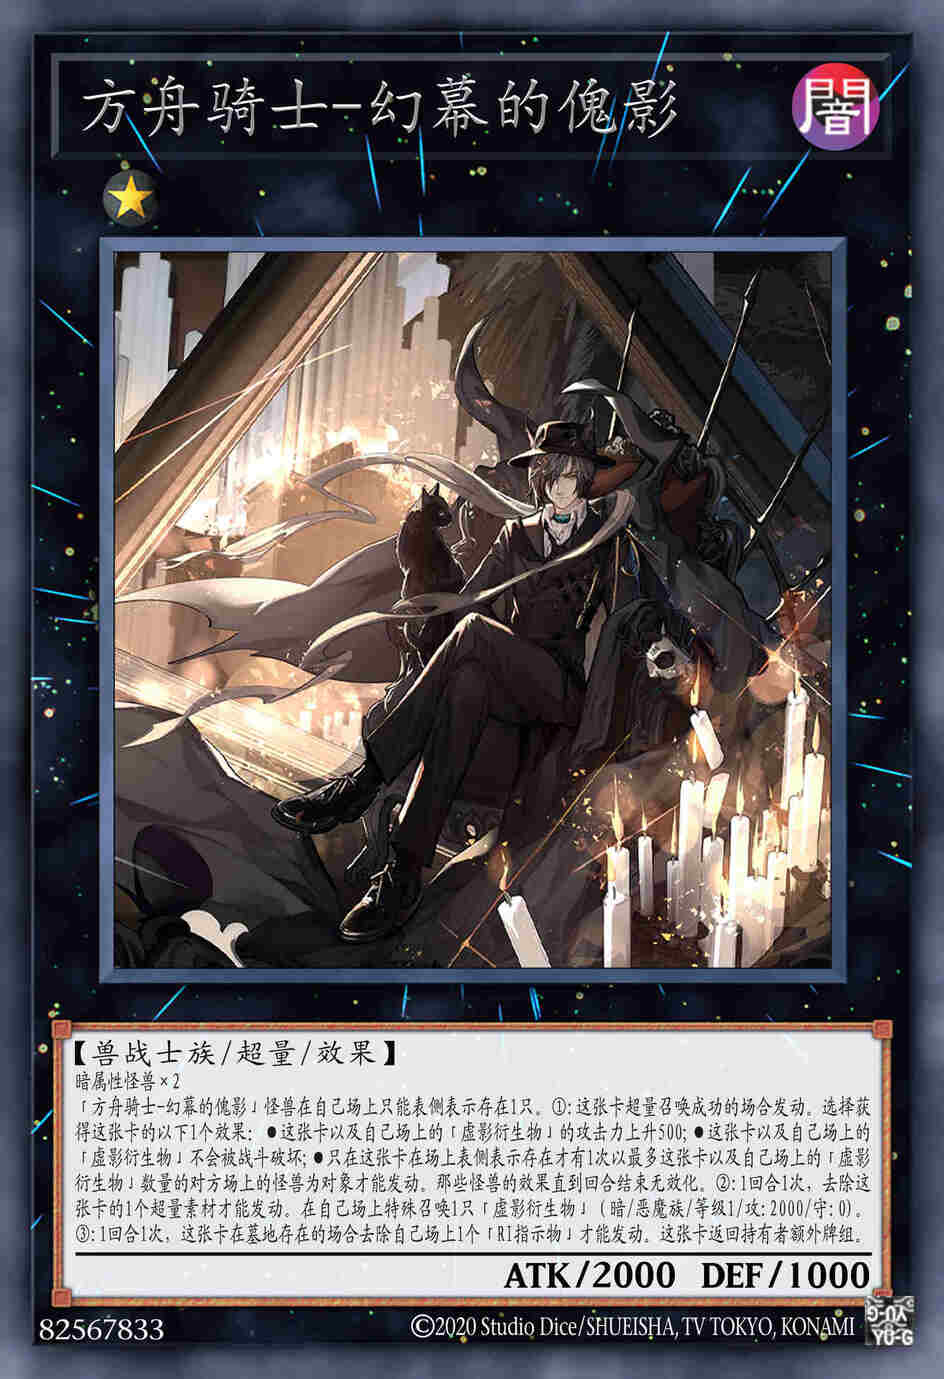 方舟骑士-幻幕的傀影
闇
【兽战士族/超量/效果】
暗属性怪兽×2
「方舟骑士-幻幕的傀影」怪兽在自己场上只能表侧表示存在1只。①:这张卡超量召唤成功的场合发动。选择获
得这张卡的以下1个效果: ●这张卡以及自己场上的「虚影衍生物」的攻击力上升500; ●这张卡以及自己场上的
「虚影衍生物」不会被战斗破坏; ●只在这张卡在场上表侧表示存在才有1次以最多这张卡以及自己场上的「虚影
衍生物」数量的对方场上的怪兽为对象才能发动。那些怪兽的效果直到回合结束无效化。②:1回合1次，去除这
张卡的1个超量素材才能发动。在自己场上特殊召唤1只「虚影衍生物」（暗/恶魔族/等级1/攻:2000/守:0）。
③:1回合1次，这张卡在墓地存在的场合去除自己场上1个「RI指示物」才能发动。这张卡返回持有者额外牌组。
ATK/2000 DEF/1000
82567833
©2020 Studio Dice/SHUEISHA, TV TOKYO, KONAMI
YU-G
YU-G